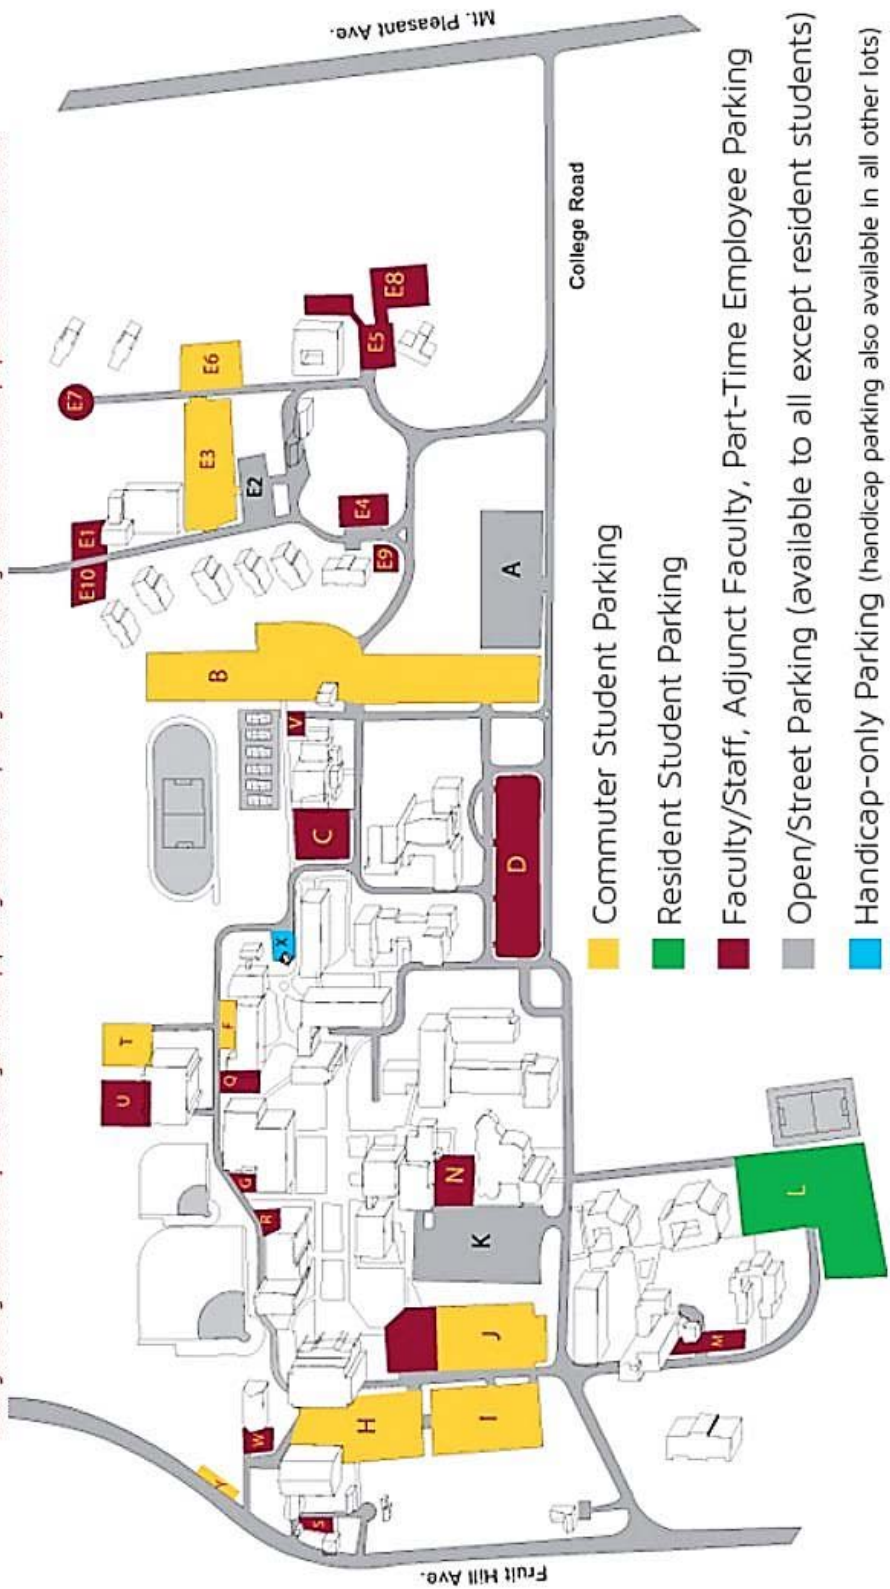 Mt. Pleasant Ave.
College Road
Fruit Hill Ave.
E7
E6
E3
E2
E5
E8
E1
E10
E4
E9
A
B
V
C
D
X
T
F
U
Q
G
R
N
K
L
J
M
H
I
W
Y
S
Commuter Student Parking
Resident Student Parking
Faculty/Staff, Adjunct Faculty, Part-Time Employee Parking
Open/Street Parking (available to all except resident students)
Handicap-only Parking (handicap parking also available in all other lots)